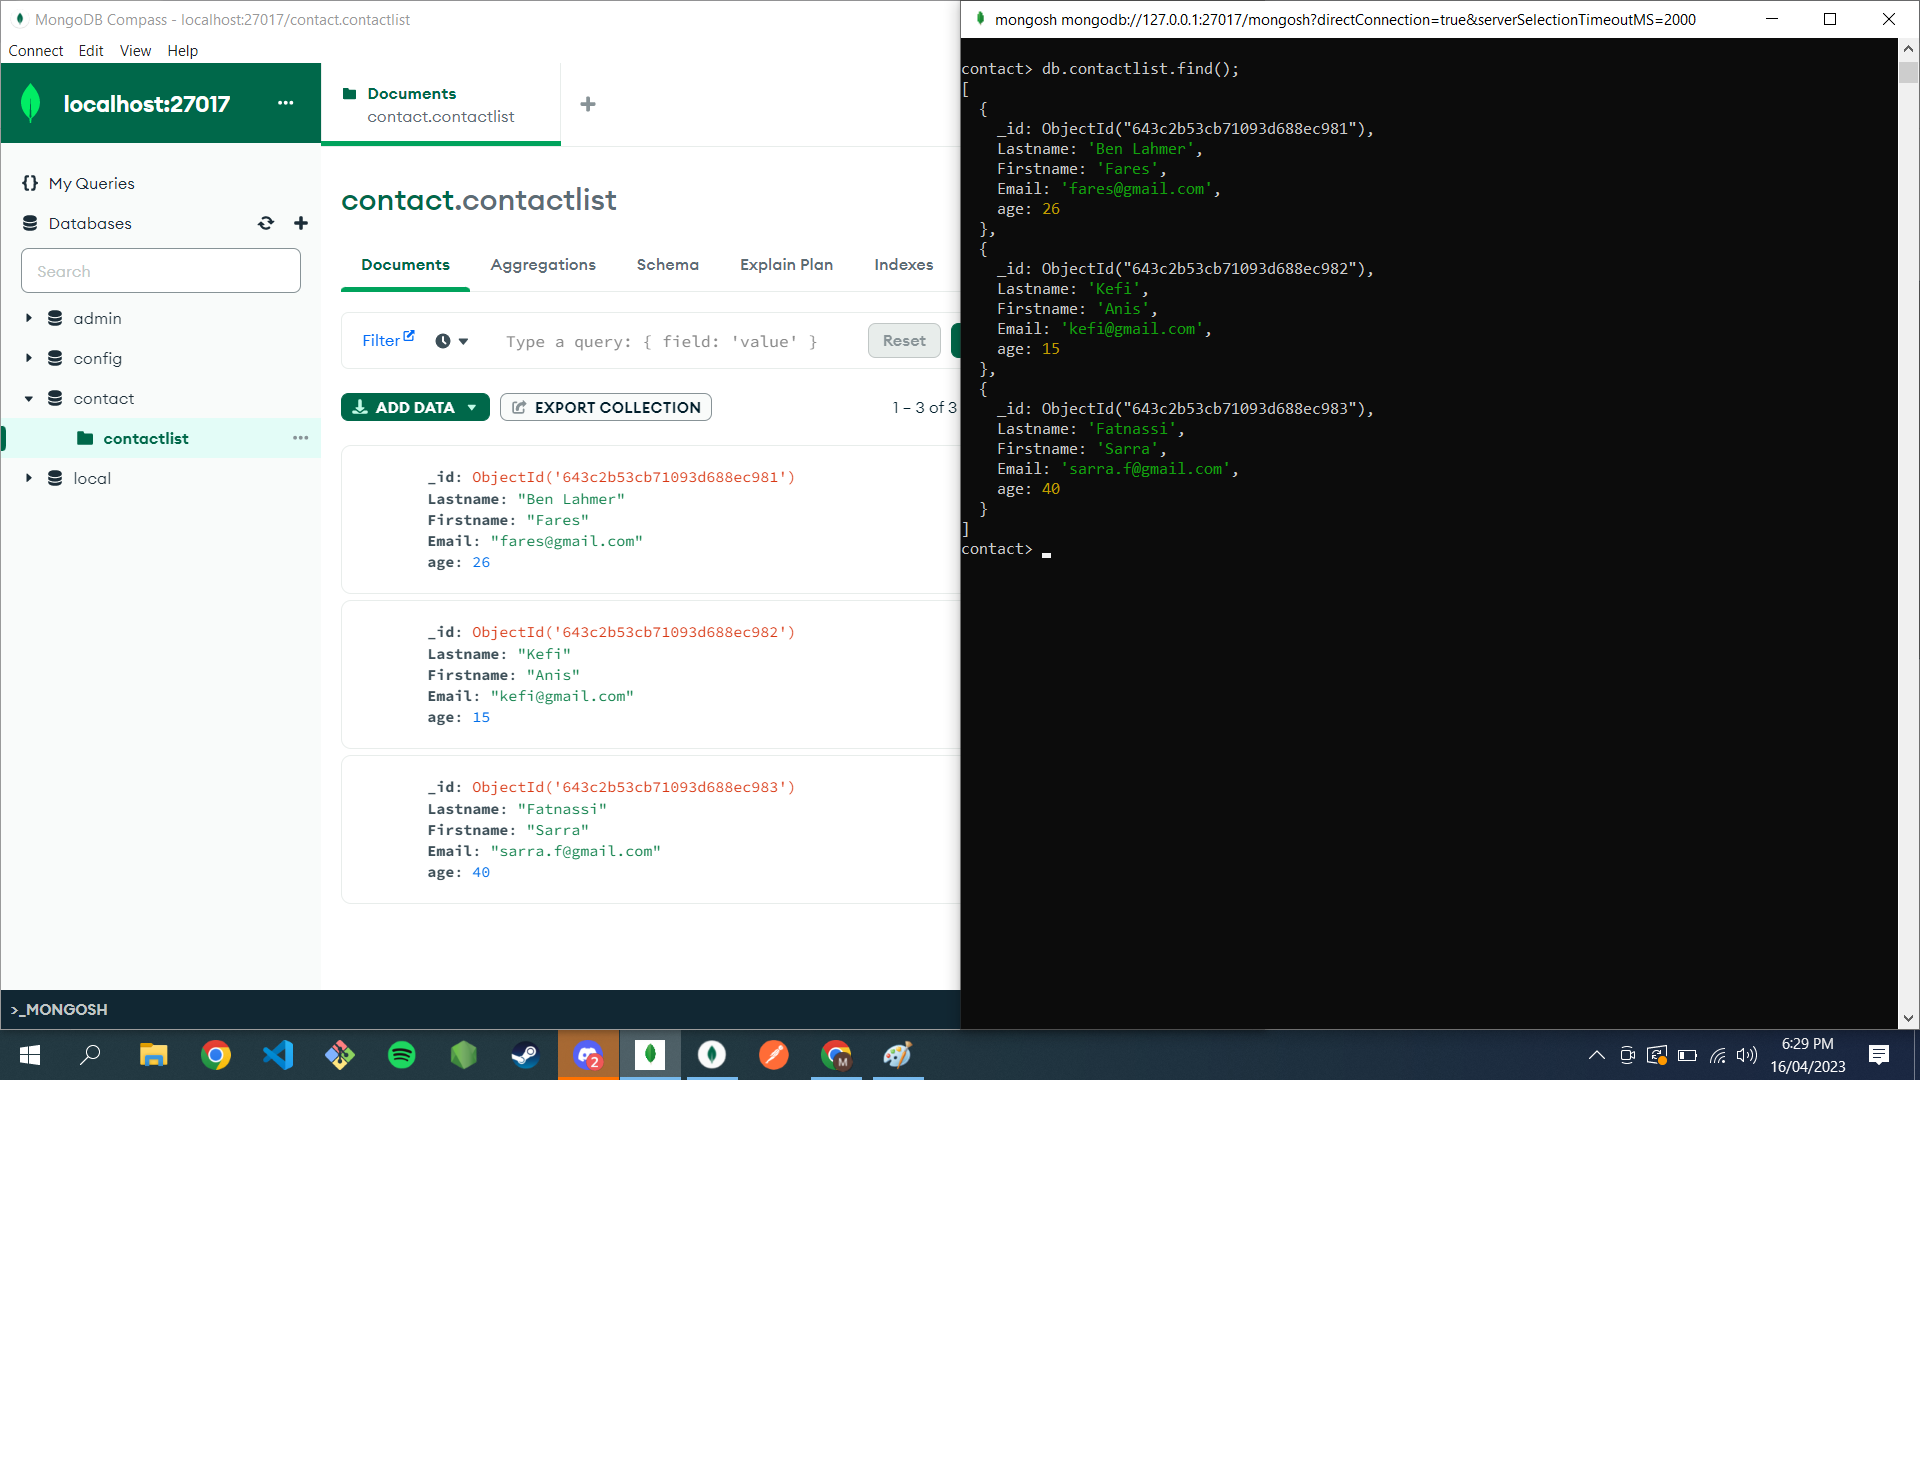 MongoDB Compass - localhost:27017/contact.contactlist
Connect Edit View Help
localhost:27017
Documents
contact.contactlist
My Queries
Databases
Search
admin
config
contact
contactlist
local
contact.contactlist
Documents Aggregations Schema Explain Plan Indexes
Filter Type a query: { field: 'value' } Reset
ADD DATA EXPORT COLLECTION 1 – 3 of 3
_id: ObjectId('643c2b53cb71093d688ec981')
Lastname: "Ben Lahmer"
Firstname: "Fares"
Email: "fares@gmail.com"
age: 26
_id: ObjectId('643c2b53cb71093d688ec982')
Lastname: "Kefi"
Firstname: "Anis"
Email: "kefi@gmail.com"
age: 15
_id: ObjectId('643c2b53cb71093d688ec983')
Lastname: "Fatnassi"
Firstname: "Sarra"
Email: "sarra.f@gmail.com"
age: 40
>_MONGOSH
mongosh mongodb://127.0.0.1:27017/mongosh?directConnection=true&serverSelectionTimeoutMS=2000
contact> db.contactlist.find();
[
{
_id: ObjectId("643c2b53cb71093d688ec981"),
Lastname: 'Ben Lahmer',
Firstname: 'Fares',
Email: 'fares@gmail.com',
age: 26
},
{
_id: ObjectId("643c2b53cb71093d688ec982"),
Lastname: 'Kefi',
Firstname: 'Anis',
Email: 'kefi@gmail.com',
age: 15
},
{
_id: ObjectId("643c2b53cb71093d688ec983"),
Lastname: 'Fatnassi',
Firstname: 'Sarra',
Email: 'sarra.f@gmail.com',
age: 40
}
]
contact>
2
M
6:29 PM
16/04/2023